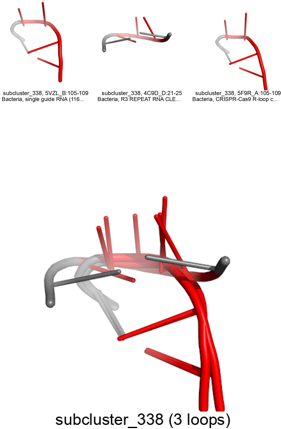 subcluster_338, 5VZL_B:105-109
Bacteria, single guide RNA (116...
subcluster_338, 4C9D_D:21-25
Bacteria, R3 REPEAT RNA CLE...
subcluster_338, 5F9R_A:105-109
Bacteria, CRISPR-Cas9 R-loop c...
subcluster_338 (3 loops)